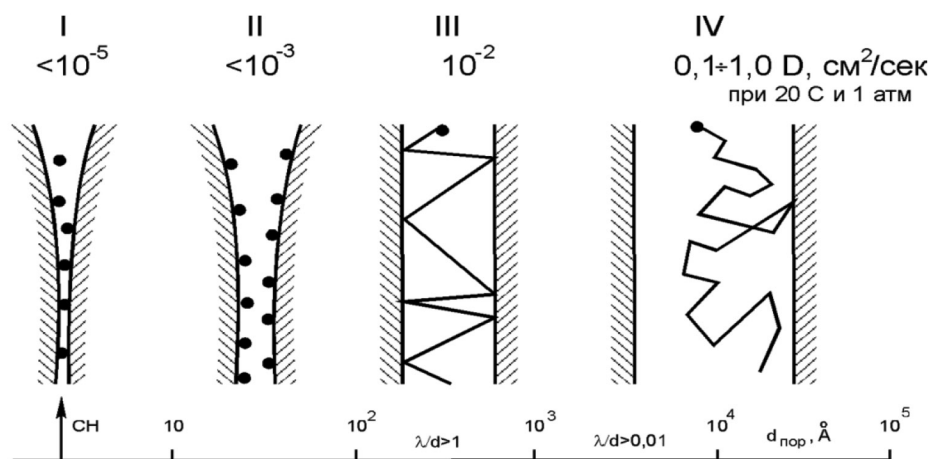 I II III IV
<10⁻⁵ <10⁻³ 10⁻² 0,1÷1,0 D, см²/сек
при 20 С и 1 атм
CH 10 10² λ/d>1 10³ λ/d>0,01 10⁴ d пор , Å 10⁵